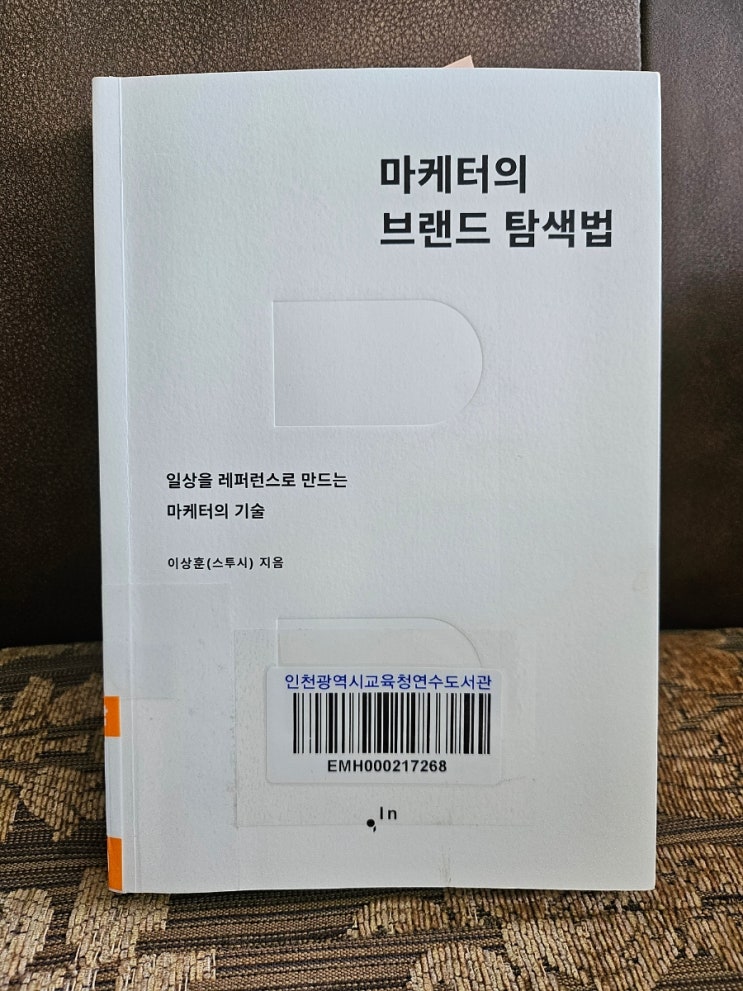 마케터의
브랜드 탐색법
일상을 레퍼런스로 만드는
마케터의 기술
이상훈(스투시) 지음
인천광역시교육청연수도서관
EMH000217268
In